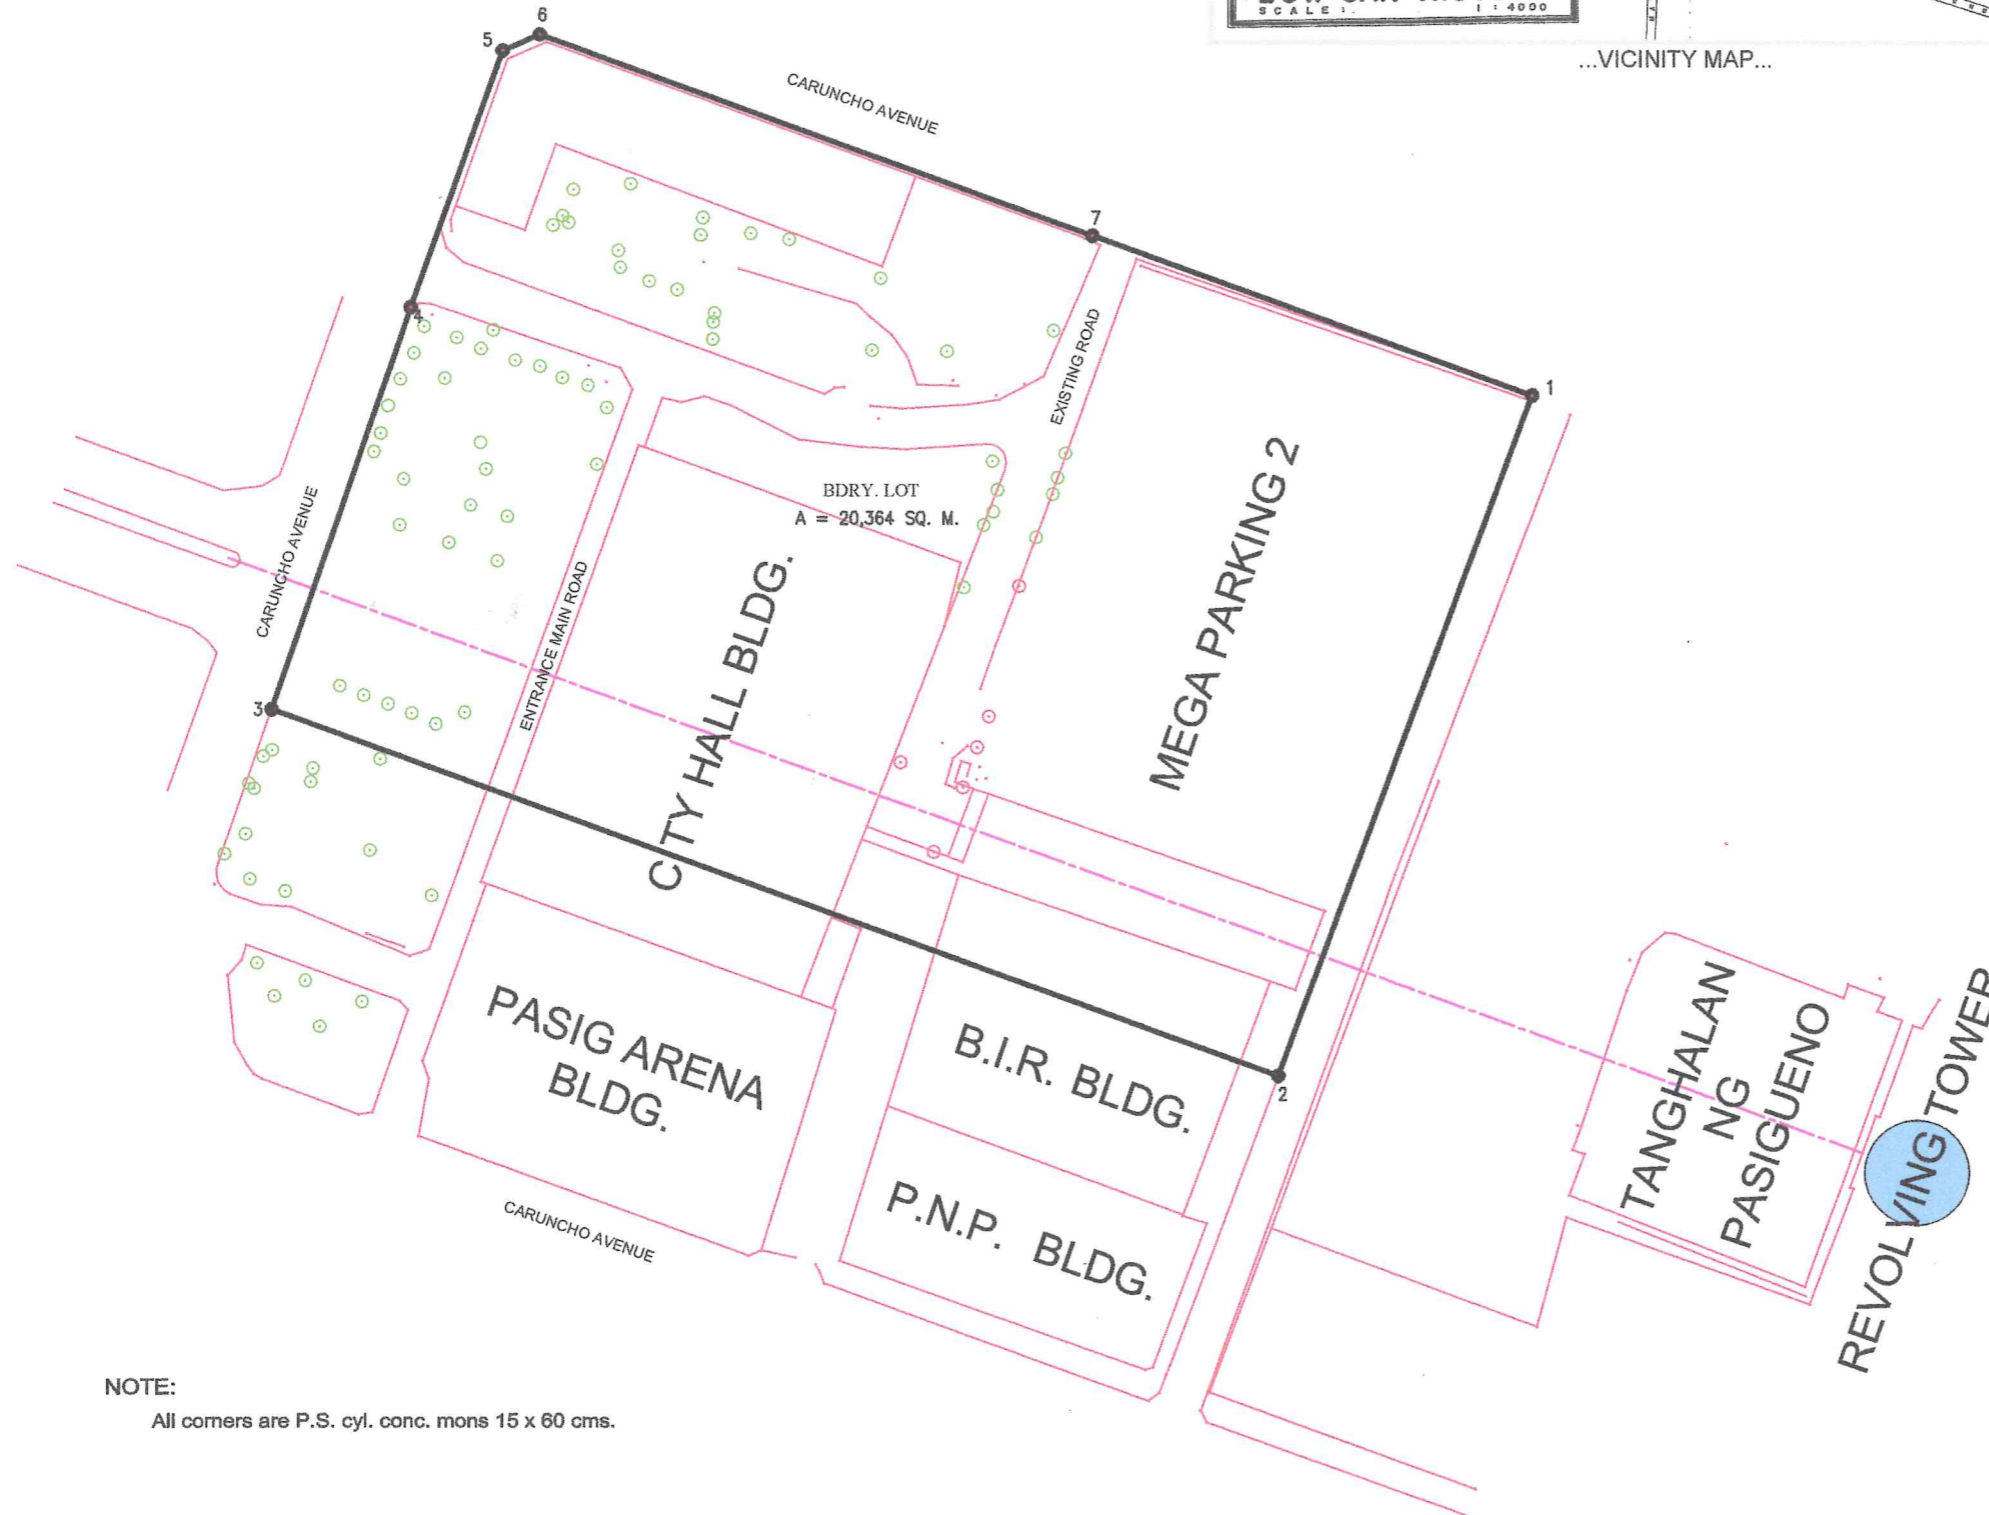 SCALE : 1 : 4000
...VICINITY MAP...
6
5
CARUNCHO AVENUE
7
4
1
EXISTING ROAD
MEGA PARKING 2
BDRY. LOT
A = 20,364 SQ. M.
CARUNCHO AVENUE
ENTRANCE MAIN ROAD
C TY HALL BLDG.
3
2
PASIG ARENA
BLDG.
B.I.R. BLDG.
P.N.P. BLDG.
TANGHALAN
NG
PASIGUENO
REVOLVING TOWER
CARUNCHO AVENUE
NOTE:
All corners are P.S. cyl. conc. mons 15 x 60 cms.